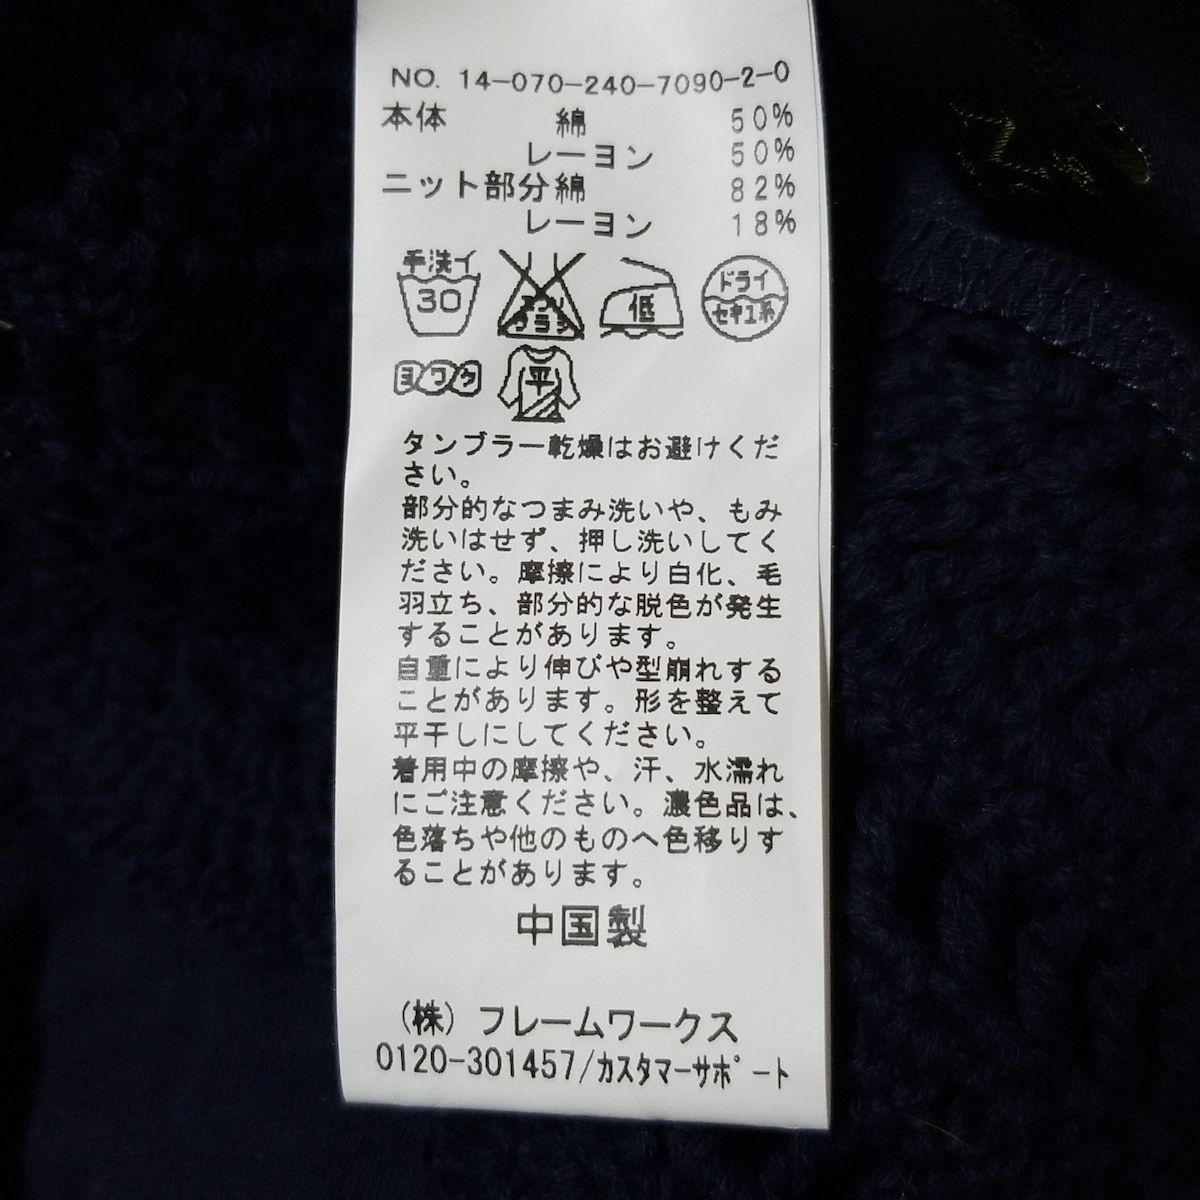 NO. 14-070-240-7090-2-0
本体 綿 50%
レーヨン 50%
ニット部分綿 82%
レーヨン 18%
手洗イ
30
エンソ
サラシ
低
ドライ
セキユ系
ヨワク
平
タンブラー乾燥はお避けくだ
さい。
部分的なつまみ洗いや、もみ
洗いはせず、押し洗いしてく
ださい。摩擦により白化、毛
羽立ち、部分的な脱色が発生
することがあります。
自重により伸びや型崩れする
ことがあります。形を整えて
平干しにしてください。
着用中の摩擦や、汗、水濡れ
にご注意ください。濃色品は、
色落ちや他のものへ色移りす
ることがあります。
中国製
(株)フレームワークス
0120-301457/カスタマーサポート